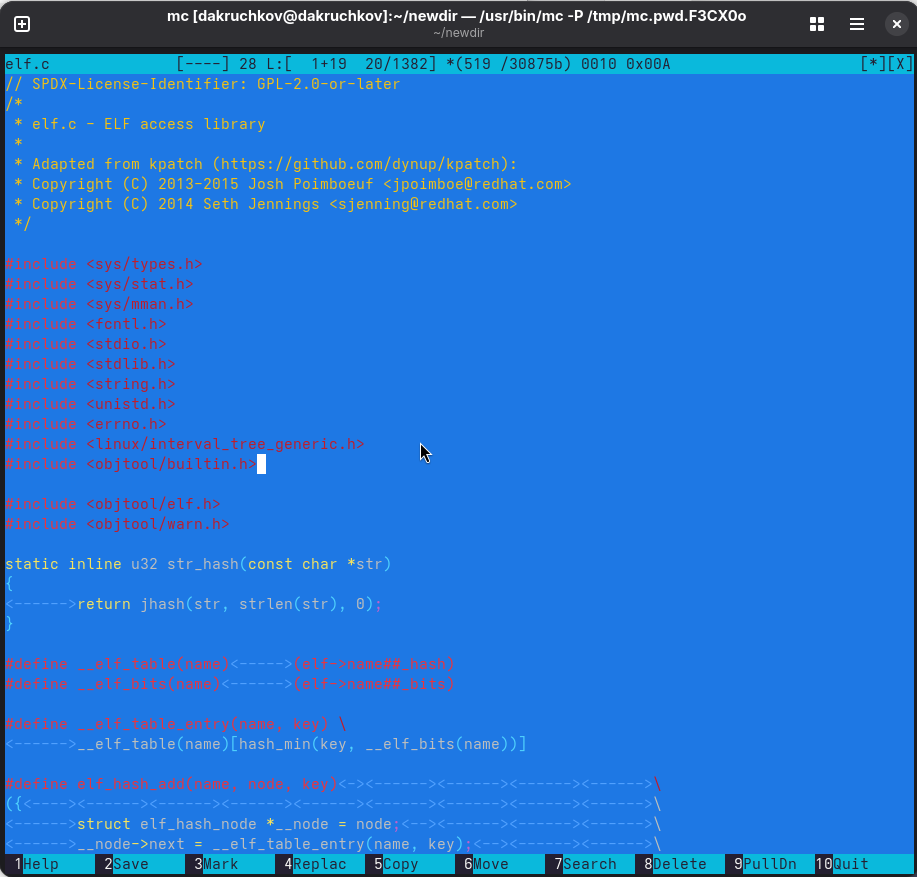 mc [dakruchkov@dakruchkov]:~/newdir — /usr/bin/mc -P /tmp/mc.pwd.F3CX0o
~/newdir
elf.c [----] 28 L:[ 1+19 20/1382] *(519 /30875b) 0010 0x00A [*][X]
// SPDX-License-Identifier: GPL-2.0-or-later
/*
 * elf.c - ELF access library
 *
 * Adapted from kpatch (https://github.com/dynup/kpatch):
 * Copyright (C) 2013-2015 Josh Poimboeuf <jpoimboe@redhat.com>
 * Copyright (C) 2014 Seth Jennings <sjenning@redhat.com>
 */
#include <sys/types.h>
#include <sys/stat.h>
#include <sys/mman.h>
#include <fcntl.h>
#include <stdio.h>
#include <stdlib.h>
#include <string.h>
#include <unistd.h>
#include <errno.h>
#include <linux/interval_tree_generic.h>
#include <objtool/builtin.h>
#include <objtool/elf.h>
#include <objtool/warn.h>
static inline u32 str_hash(const char *str)
{
<------>return jhash(str, strlen(str), 0);
}
#define __elf_table(name)<------>(elf->name##_hash)
#define __elf_bits(name)<------>(elf->name##_bits)
#define __elf_table_entry(name, key) \
<------>__elf_table(name)[hash_min(key, __elf_bits(name))]
#define elf_hash_add(name, node, key)<-><------><------><------><------>\
({<----><------><------><------><------><------><------><------><------>\
<------>struct elf_hash_node *__node = node;<--><------><------><------>\
<------>__node->next = __elf_table_entry(name, key);<--><------><------>\
1Help 2Save 3Mark 4Replac 5Copy 6Move 7Search 8Delete 9PullDn 10Quit